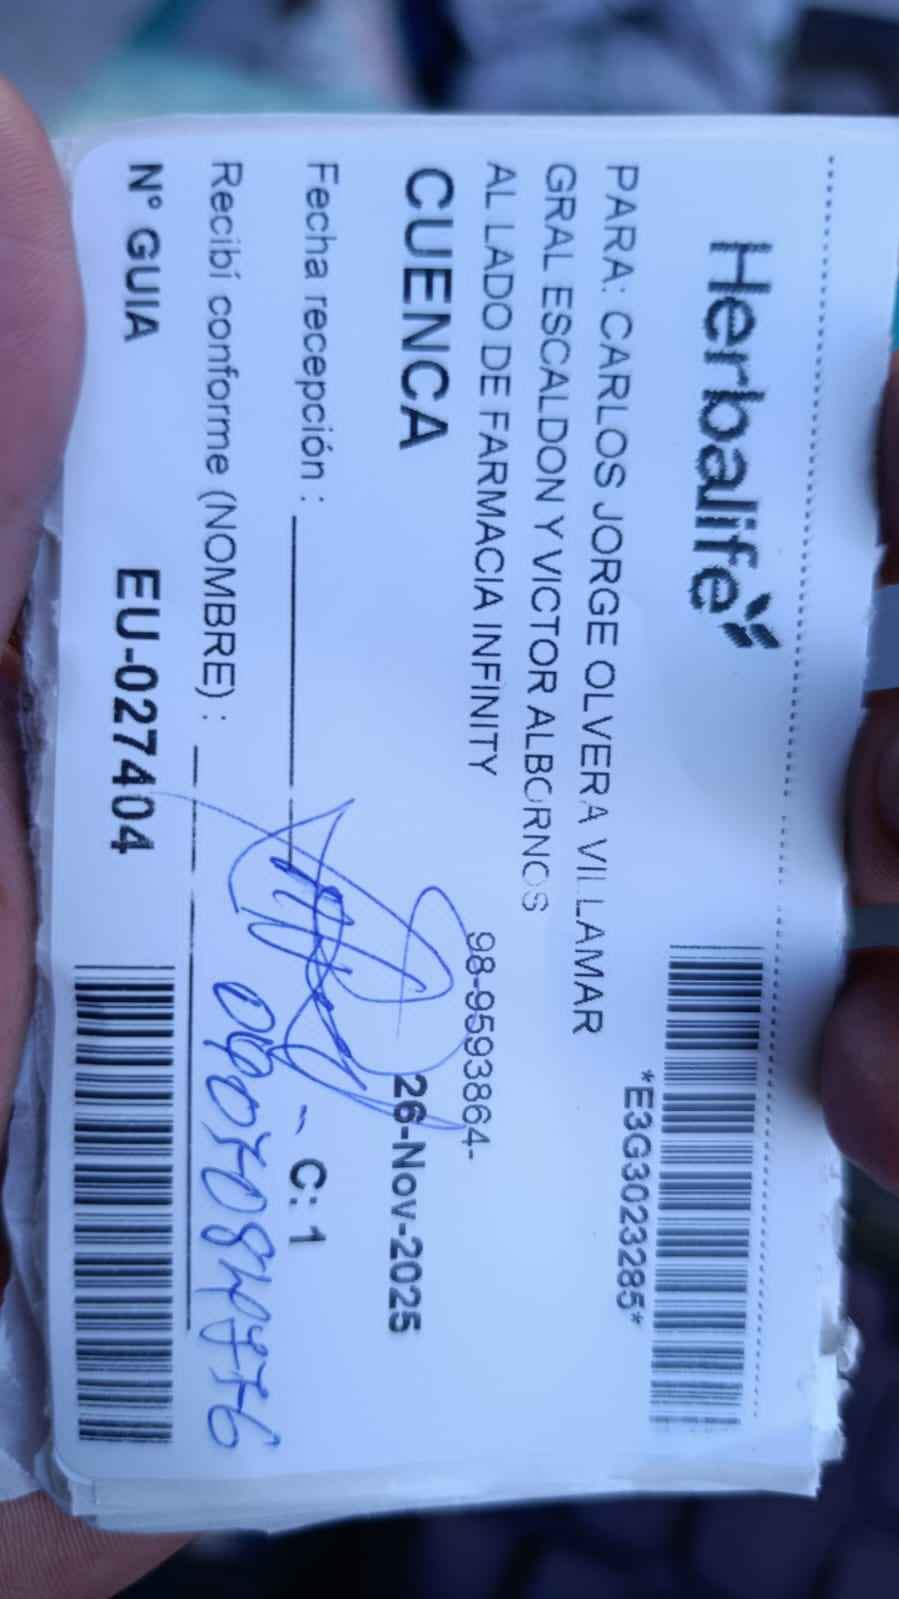 Herbalife
*E3G3023285*
PARA: CARLOS JORGE OLVERA VILLAMAR
GRAL ESCALDON Y VICTOR ALBORNOS
AL LADO DE FARMACIA INFINITY 98-9593864-
CUENCA 26-Nov-2025
Fecha recepción : C: 1
Recibí conforme (NOMBRE) :
Nº GUIA EU-027404